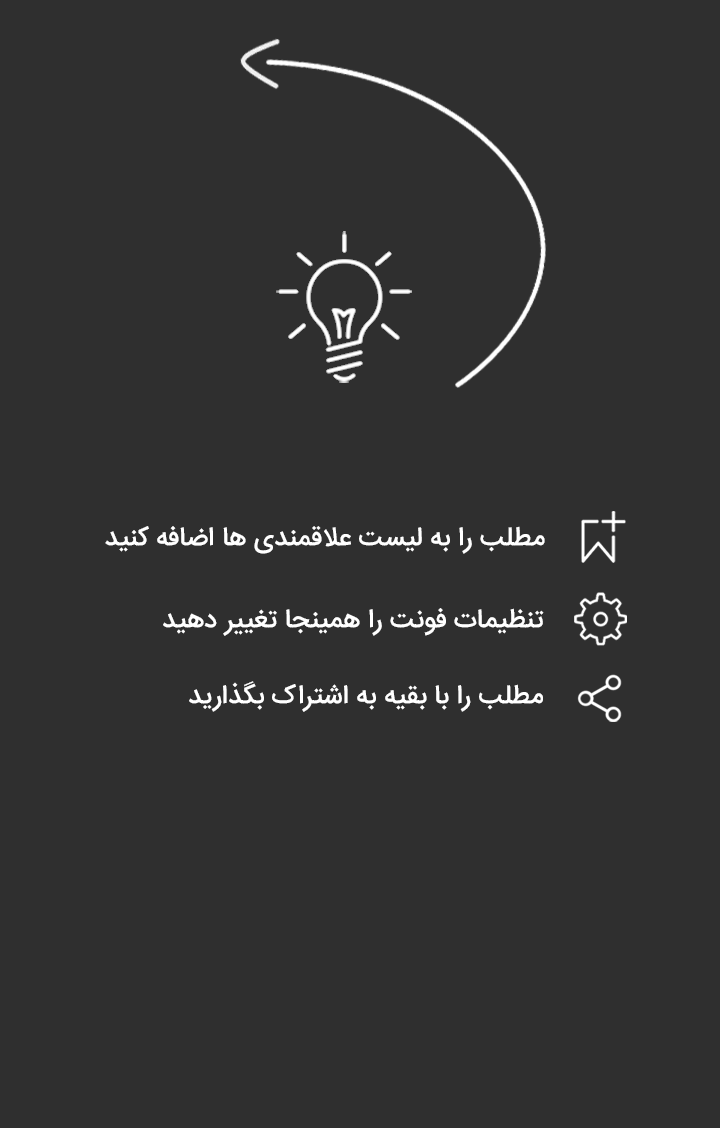 مطلب را به لیست علاقمندی ها اضافه کنید
تنظیمات فونت را همینجا تغییر دهید
مطلب را با بقیه به اشتراک بگذارید